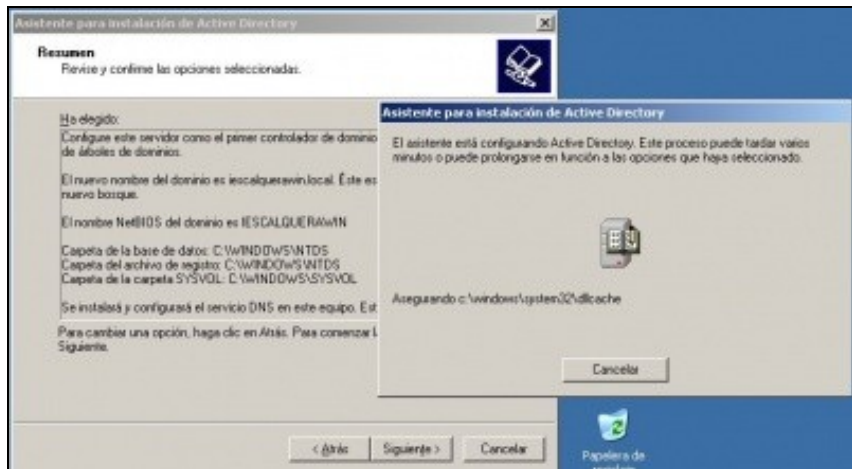 Asistente para instalación de Active Directory
Resumen
Revise y confirme las opciones seleccionadas.
Ha elegido:
Configure este servidor como el primer controlador de dominio
de árboles de dominios.
El nuevo nombre del dominio es iescalquerawin.local. Éste es
nuevo bosque.
El nombre NetBIOS del dominio es IESCALQUERAWIN
Carpeta de la base de datos: C:\WINDOWS\NTDS
Carpeta del archivo de registro: C:\WINDOWS\NTDS
Carpeta de la carpeta SYSVOL: C:\WINDOWS\SYSVOL
Se instalará y configurará el servicio DNS en este equipo. Est
Para cambiar una opción, haga clic en Atrás. Para comenzar l
Siguiente.
< Atrás
Siguiente >
Cancelar
Asistente para instalación de Active Directory
El asistente está configurando Active Directory. Este proceso puede tardar varios
minutos o puede prolongarse en función a las opciones que haya seleccionado.
Asegurando c:\windows\system32\dllcache
Cancelar
Papelera de